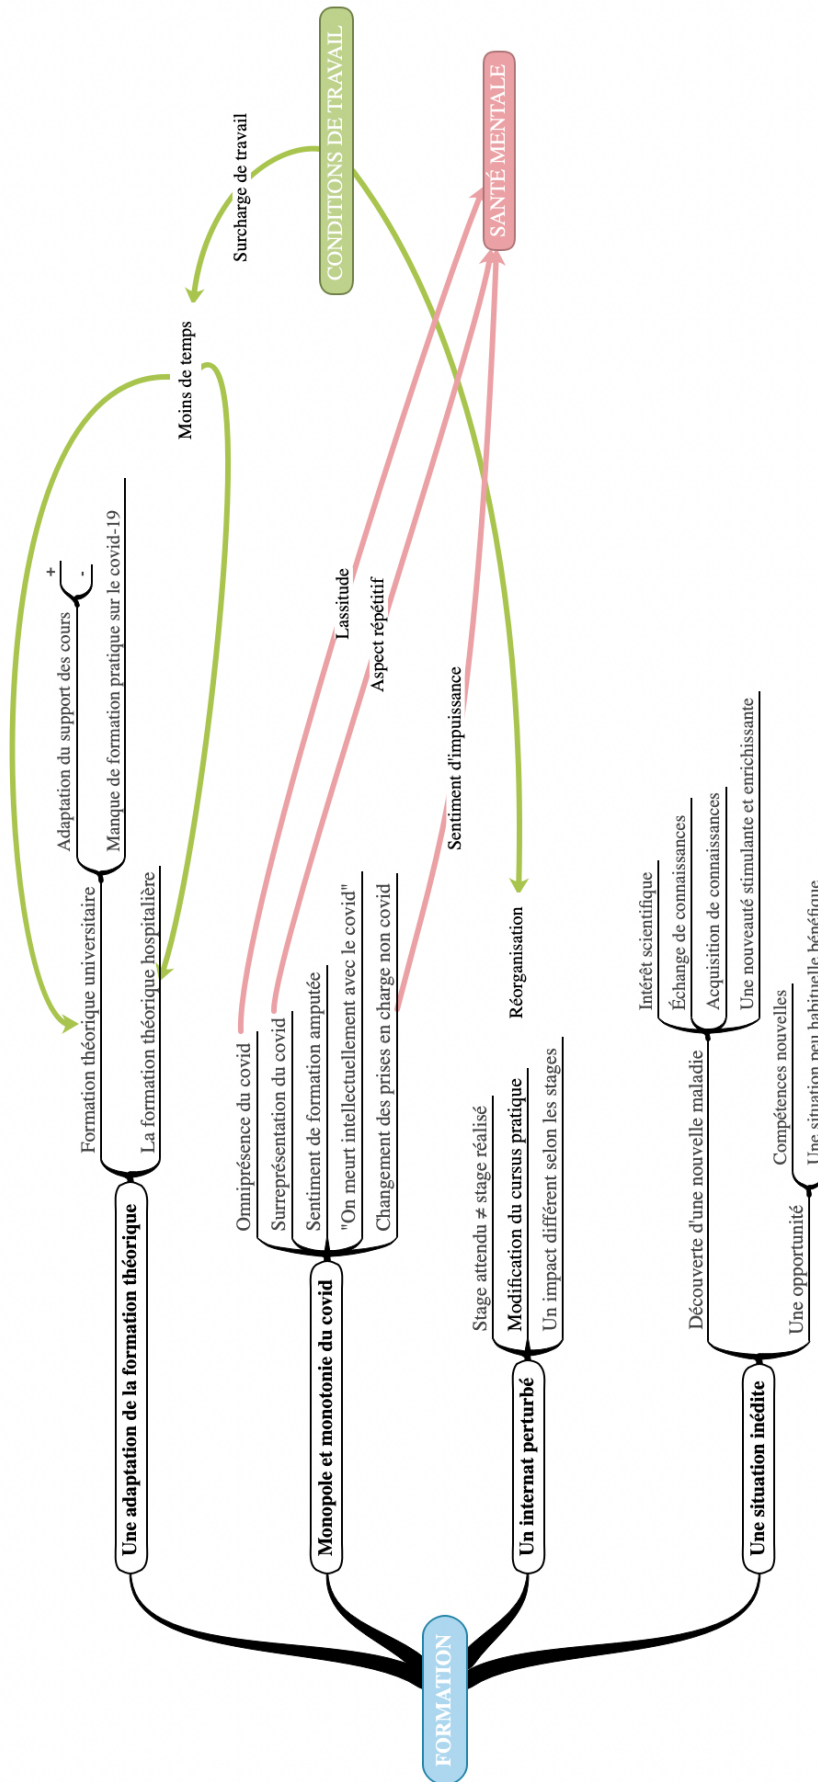 FORMATION
Une adaptation de la formation théorique
Formation théorique universitaire
Adaptation du support des cours
+
-
Manque de formation pratique sur le covid-19
La formation théorique hospitalière
Moins de temps
Surcharge de travail
CONDITIONS DE TRAVAIL
Monopole et monotonie du covid
Omniprésence du covid
Surreprésentation du covid
Sentiment de formation amputée
"On meurt intellectuellement avec le covid"
Changement des prises en charge non covid
Lassitude
Aspect répétitif
Sentiment d'impuissance
SANTÉ MENTALE
Un internat perturbé
Stage attendu ≠ stage réalisé
Modification du cursus pratique
Un impact différent selon les stages
Réorganisation
Une situation inédite
Découverte d'une nouvelle maladie
Intérêt scientifique
Échange de connaissances
Acquisition de connaissances
Une nouveauté stimulante et enrichissante
Une opportunité
Compétences nouvelles
Une situation peu habituelle bénéfique